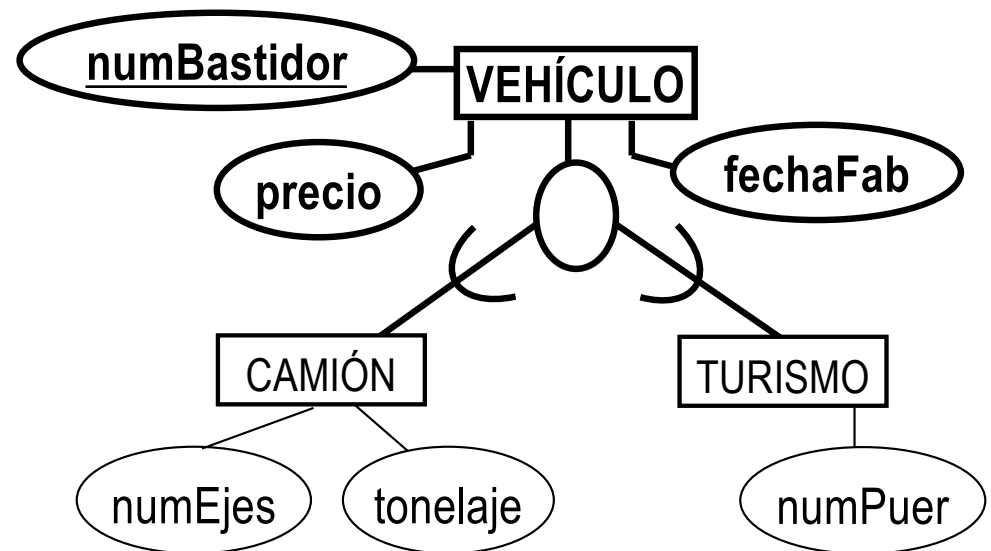 numBastidor
VEHÍCULO
precio
fechaFab
CAMIÓN
TURISMO
numEjes
tonelaje
numPuer